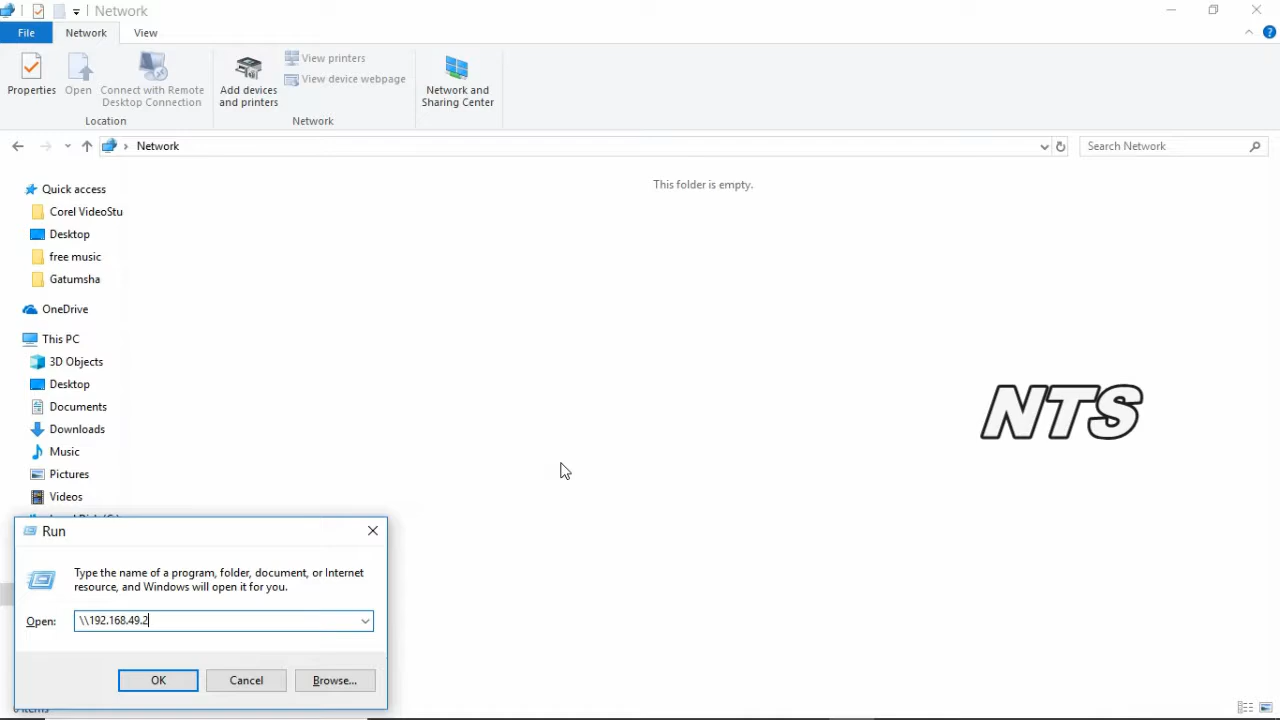 Network
File
Network
View
Properties
Open
Connect with Remote
Desktop Connection
Location
Add devices
and printers
View printers
View device webpage
Network
Network and
Sharing Center
Network
Search Network
This folder is empty.
Quick access
Corel VideoStu
Desktop
free music
Gatumsha
OneDrive
This PC
3D Objects
Desktop
Documents
Downloads
Music
Pictures
Videos
NTS
Run
Type the name of a program, folder, document, or Internet
resource, and Windows will open it for you.
Open:
\\192.168.49.2
OK
Cancel
Browse...